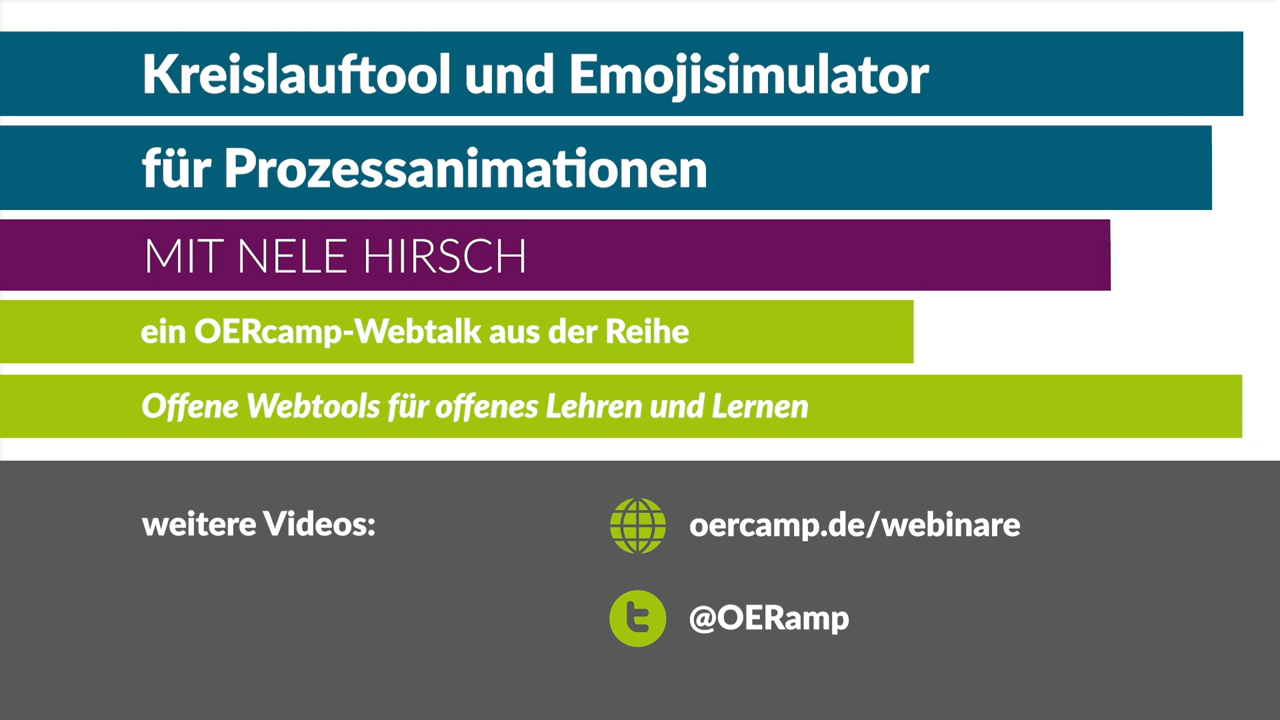 Kreislauftool und Emojisimulator
für Prozessanimationen
MIT NELE HIRSCH
ein OERcamp-Webtalk aus der Reihe
Offene Webtools für offenes Lehren und Lernen
weitere Videos:
oercamp.de/webinare
@OERamp